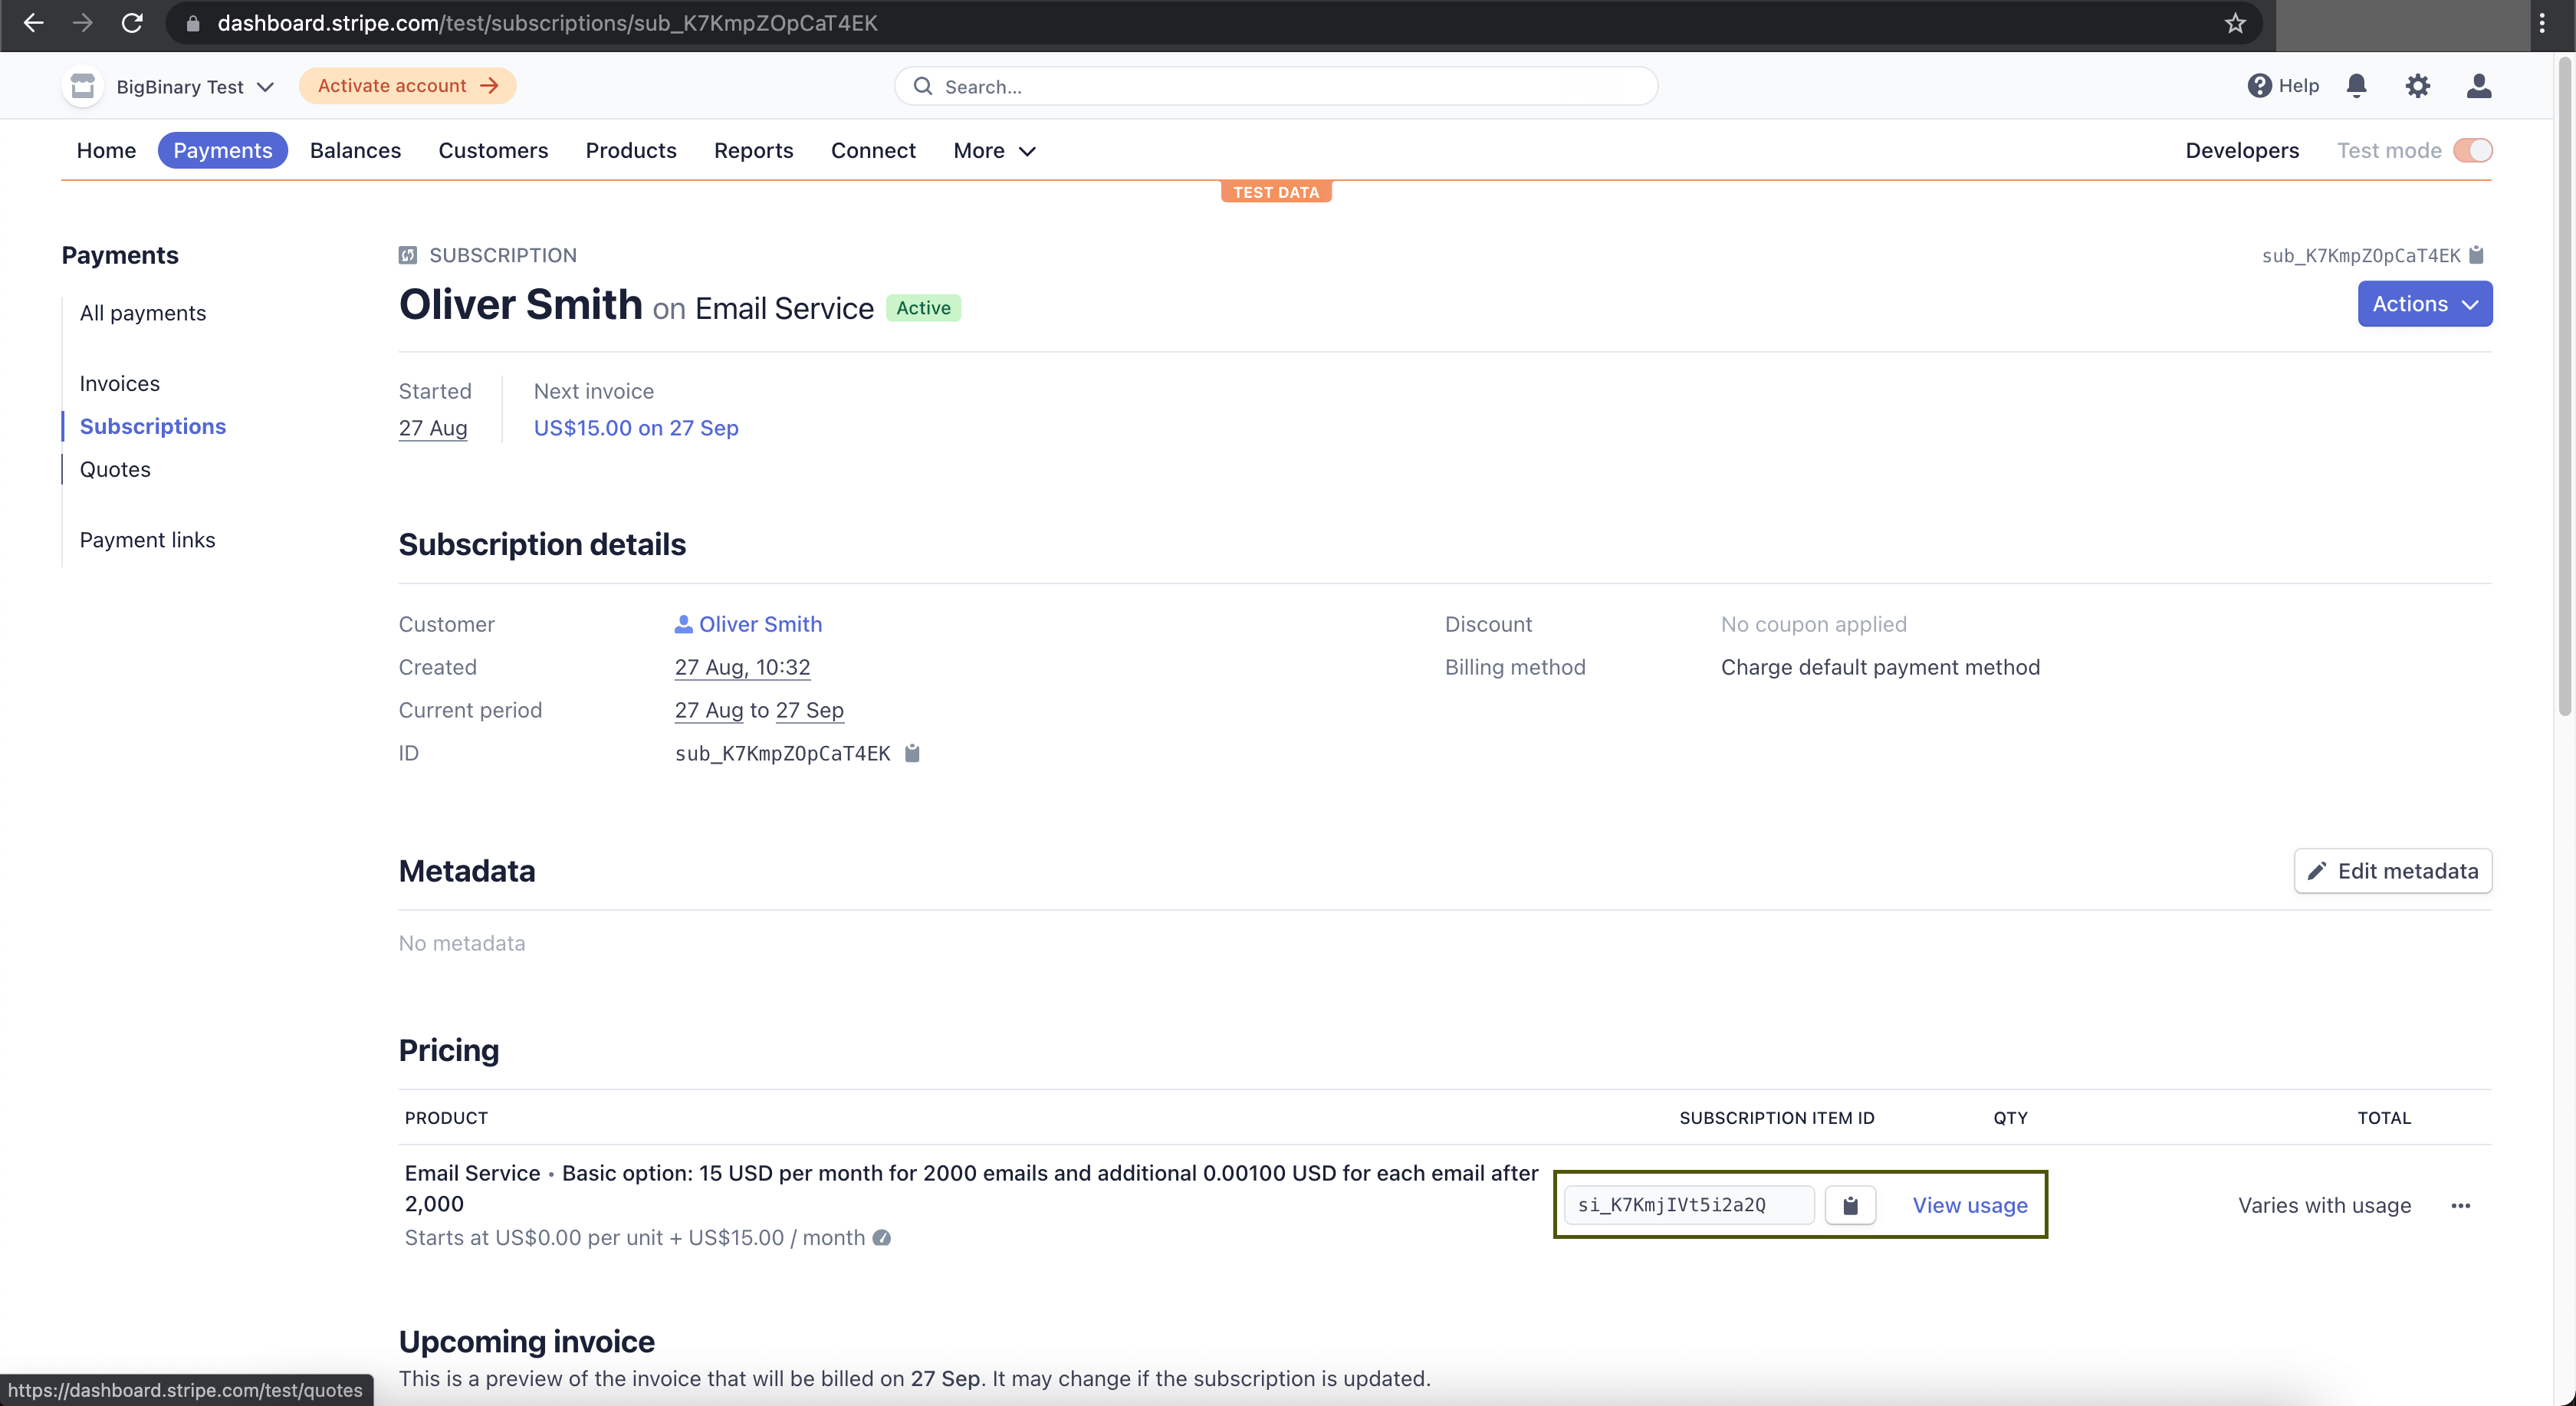 dashboard.stripe.com/test/subscriptions/sub_K7KmpZOpCaT4EK
BigBinary Test
Activate account →
Search...
Help
Home
Payments
Balances
Customers
Products
Reports
Connect
More
Developers
Test mode
TEST DATA
Payments
All payments
Invoices
Subscriptions
Quotes
Payment links
SUBSCRIPTION
sub_K7KmpZOpCaT4EK
Oliver Smith on Email Service Active
Actions
Started
27 Aug
Next invoice
US$15.00 on 27 Sep
Subscription details
Customer
Oliver Smith
Created
27 Aug, 10:32
Current period
27 Aug to 27 Sep
ID
sub_K7KmpZOpCaT4EK
Discount
No coupon applied
Billing method
Charge default payment method
Metadata
Edit metadata
No metadata
Pricing
PRODUCT
SUBSCRIPTION ITEM ID
QTY
TOTAL
Email Service • Basic option: 15 USD per month for 2000 emails and additional 0.00100 USD for each email after
2,000
Starts at US$0.00 per unit + US$15.00 / month
si_K7KmjIVt5i2a2Q
View usage
Varies with usage
Upcoming invoice
This is a preview of the invoice that will be billed on 27 Sep. It may change if the subscription is updated.
https://dashboard.stripe.com/test/quotes